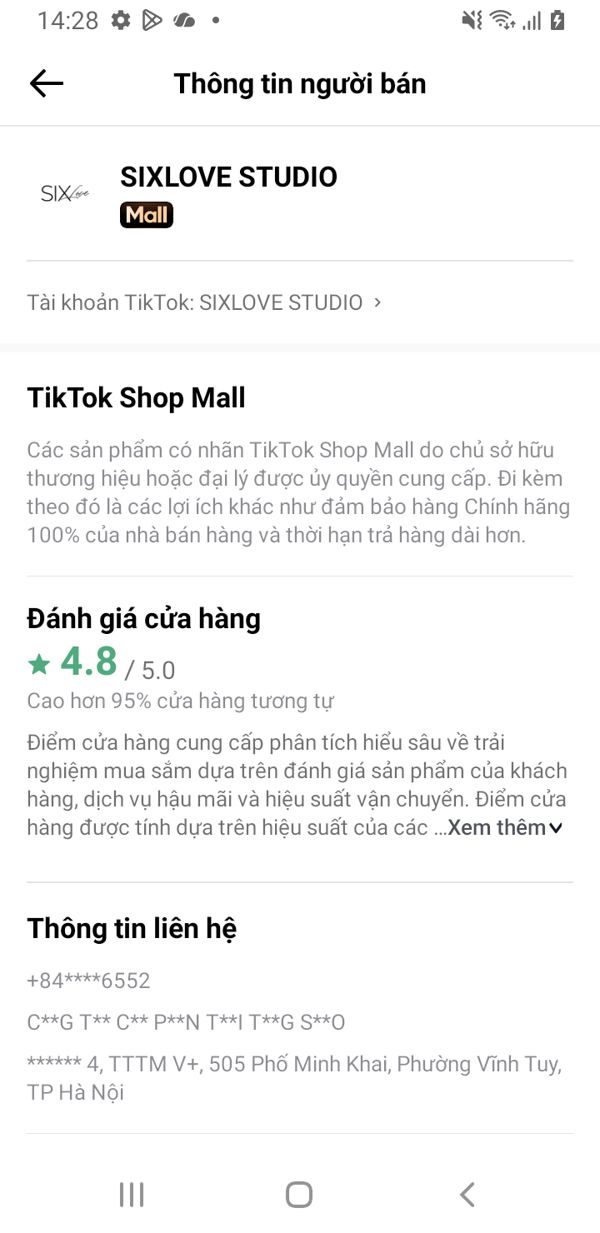 14:28
Thông tin người bán
SIXLove
SIXLOVE STUDIO
Mall
Tài khoản TikTok: SIXLOVE STUDIO >
TikTok Shop Mall
Các sản phẩm có nhãn TikTok Shop Mall do chủ sở hữu
thương hiệu hoặc đại lý được ủy quyền cung cấp. Đi kèm
theo đó là các lợi ích khác như đảm bảo hàng Chính hãng
100% của nhà bán hàng và thời hạn trả hàng dài hơn.
Đánh giá cửa hàng
4.8 / 5.0
Cao hơn 95% cửa hàng tương tự
Điểm cửa hàng cung cấp phân tích hiểu sâu về trải
nghiệm mua sắm dựa trên đánh giá sản phẩm của khách
hàng, dịch vụ hậu mãi và hiệu suất vận chuyển. Điểm cửa
hàng được tính dựa trên hiệu suất của các ...Xem thêm
Thông tin liên hệ
+84****6552
C**G T** C** P**N T**I T**G S**O
****** 4, TTTM V+, 505 Phố Minh Khai, Phường Vĩnh Tuy,
TP Hà Nội